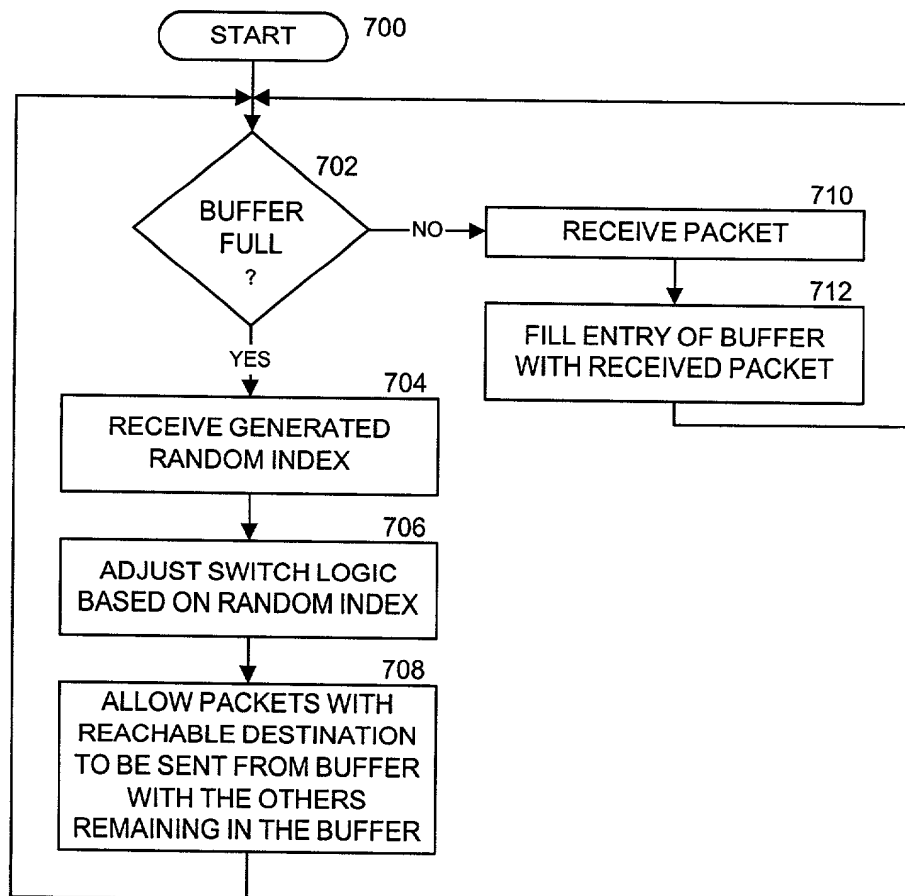 START
700
702
BUFFER
FULL
?
NO
710
RECEIVE PACKET
712
FILL ENTRY OF BUFFER
WITH RECEIVED PACKET
YES
704
RECEIVE GENERATED
RANDOM INDEX
706
ADJUST SWITCH LOGIC
BASED ON RANDOM INDEX
708
ALLOW PACKETS WITH
REACHABLE DESTINATION
TO BE SENT FROM BUFFER
WITH THE OTHERS
REMAINING IN THE BUFFER